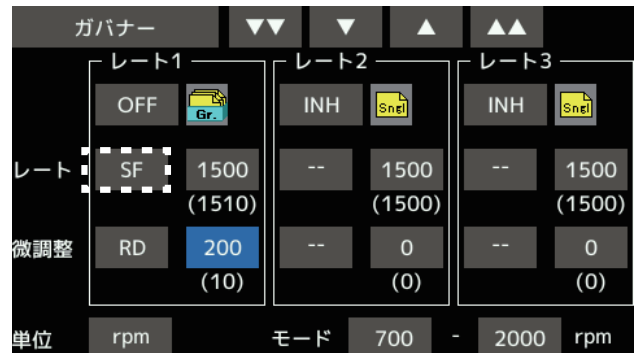 ガバナー ▼▼ ▼ ▲ ▲▲
レート1 レート2 レート3
OFF Gr. INH Sngl INH Sngl
レート SF 1500 -- 1500 -- 1500
(1510) (1500) (1500)
微調整 RD 200 -- 0 -- 0
(10) (0) (0)
単位 rpm モード 700 - 2000 rpm